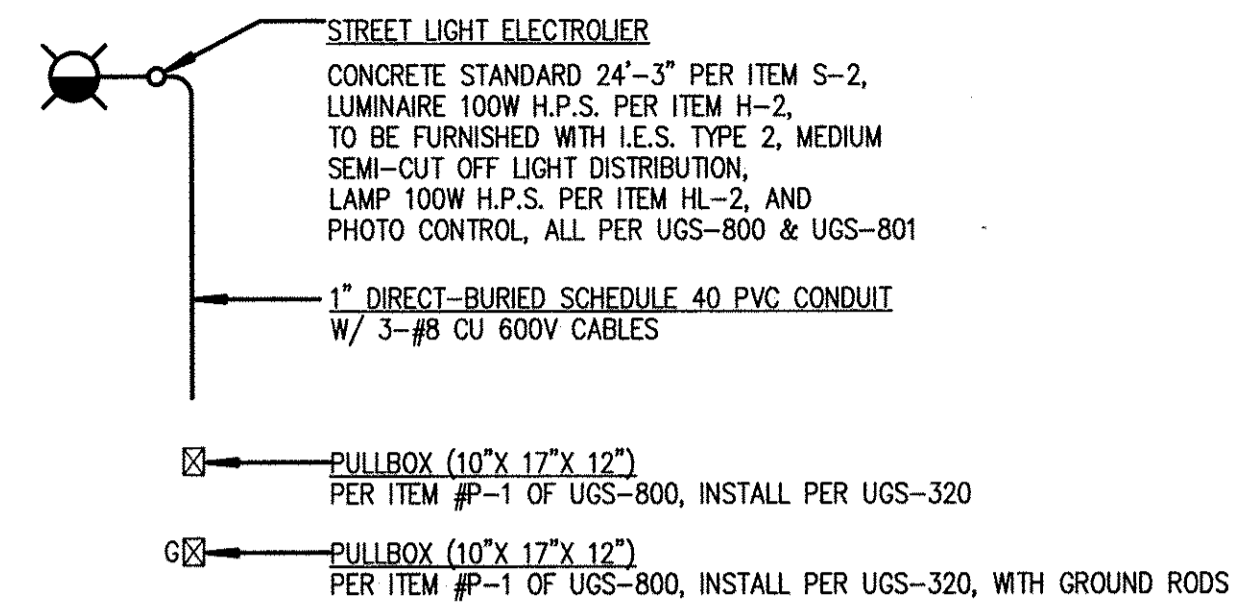 STREET LIGHT ELECTROLIER
CONCRETE STANDARD 24'-3" PER ITEM S-2,
LUMINAIRE 100W H.P.S. PER ITEM H-2,
TO BE FURNISHED WITH I.E.S. TYPE 2, MEDIUM
SEMI-CUT OFF LIGHT DISTRIBUTION,
LAMP 100W H.P.S. PER ITEM HL-2, AND
PHOTO CONTROL, ALL PER UGS-800 & UGS-801
1" DIRECT-BURIED SCHEDULE 40 PVC CONDUIT
W/ 3-#8 CU 600V CABLES
PULLBOX (10"X 17"X 12")
PER ITEM #P-1 OF UGS-800, INSTALL PER UGS-320
G PULLBOX (10"X 17"X 12")
PER ITEM #P-1 OF UGS-800, INSTALL PER UGS-320, WITH GROUND RODS